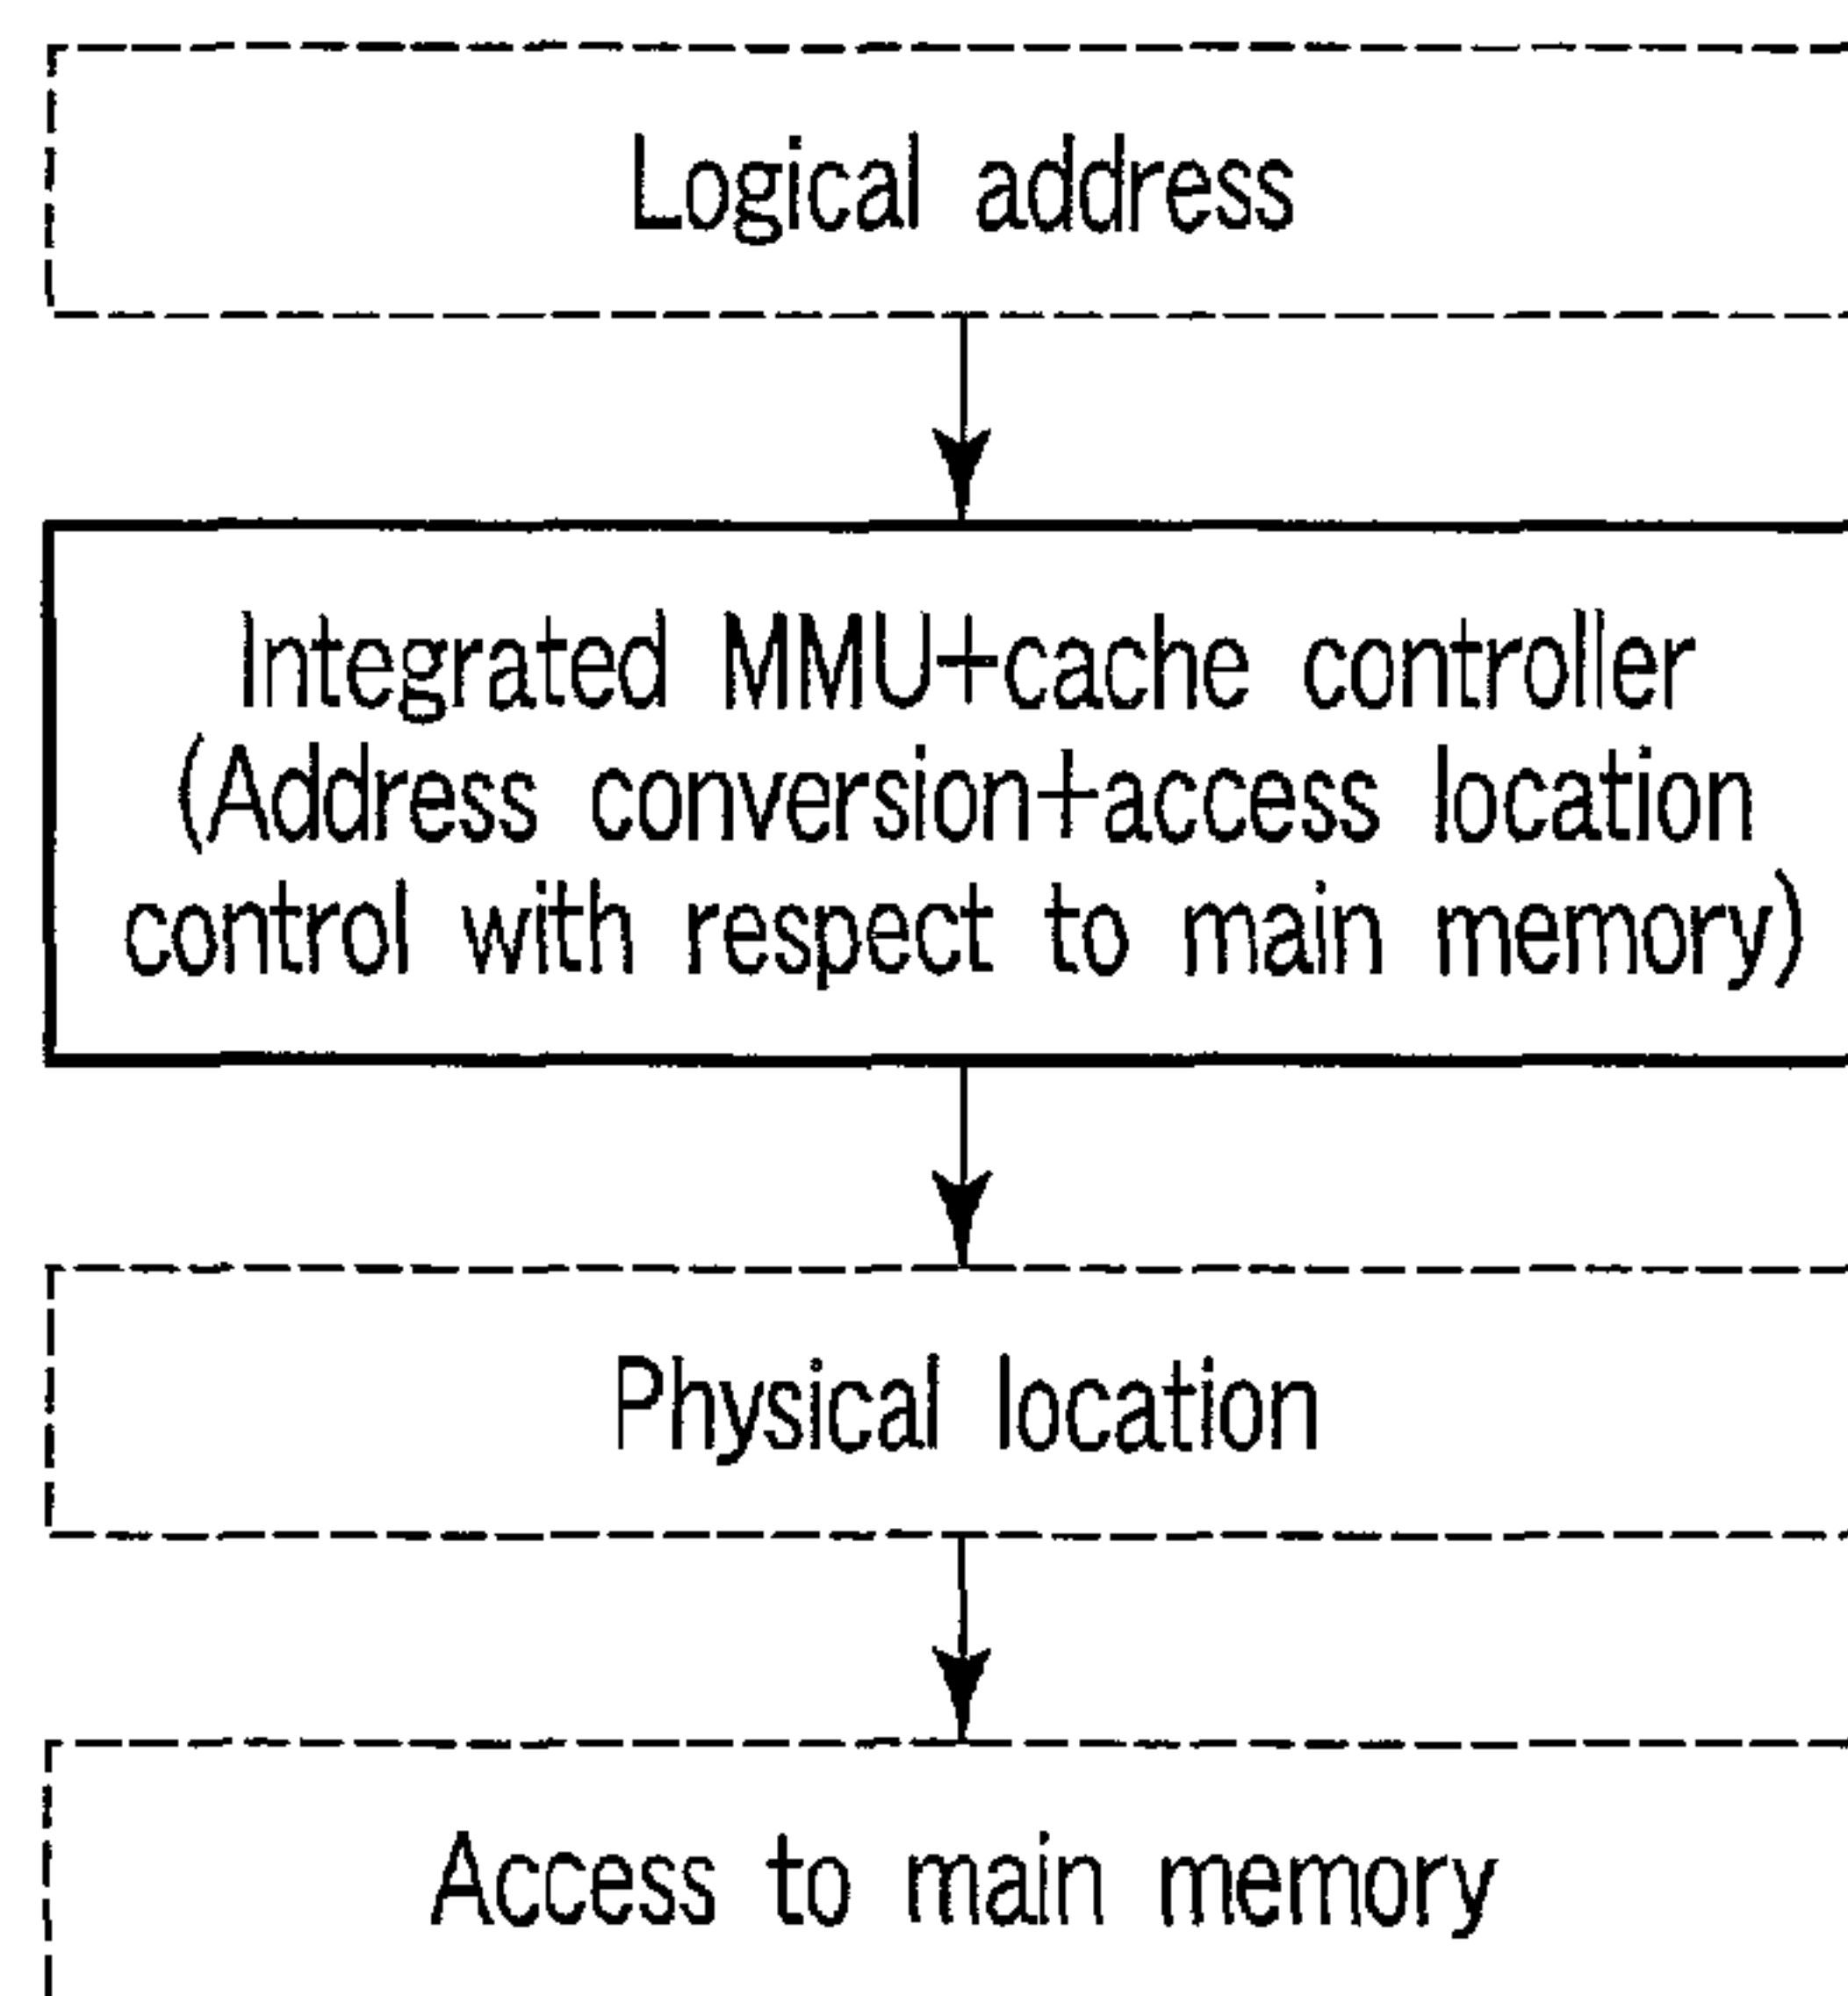 Logical address
Integrated MMU+cache controller
(Address conversion+access location
control with respect to main memory)
Physical location
Access to main memory